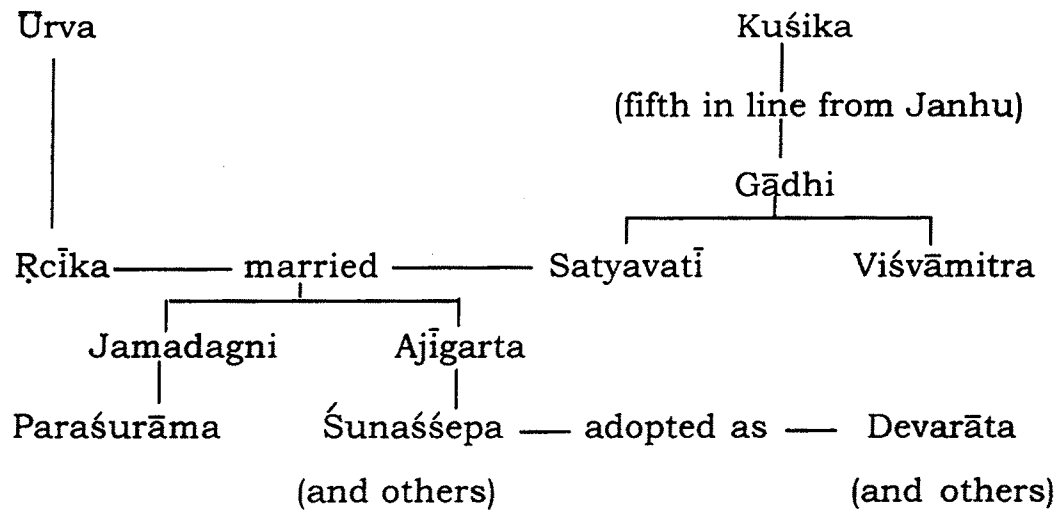 Ūrva Kuśika
(fifth in line from Janhu)
Gādhi
Ṛcīka married Satyavatī Viśvāmitra
Jamadagni Ajīgarta
Paraśurāma Śunaśśepa adopted as Devarāta
(and others) (and others)